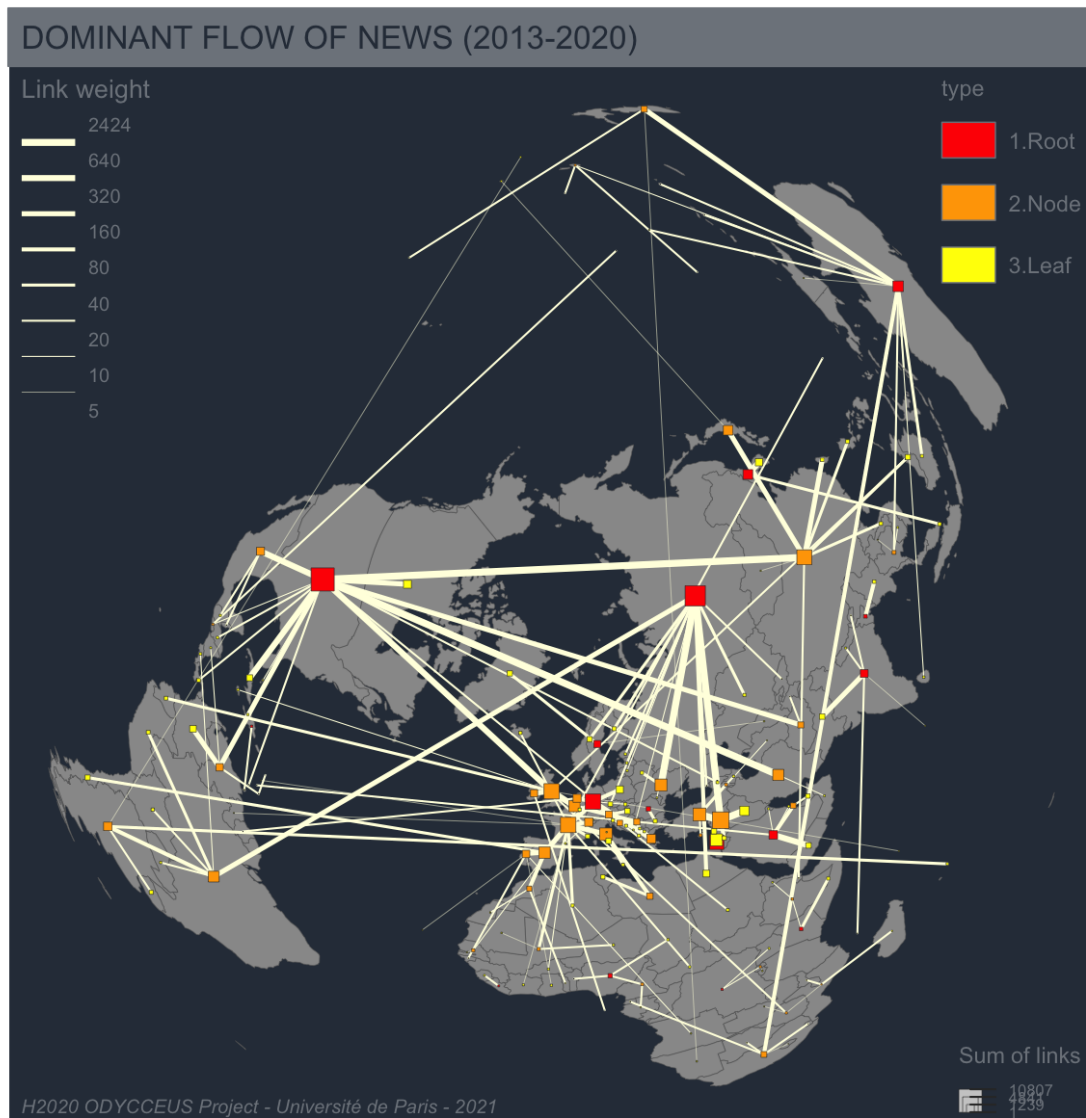 DOMINANT FLOW OF NEWS (2013-2020)
Link weight
2424
640
320
160
80
40
20
10
5
type
1.Root
2.Node
3.Leaf
Sum of links
10807
1239
H2020 ODYCCEUS Project - Université de Paris - 2021